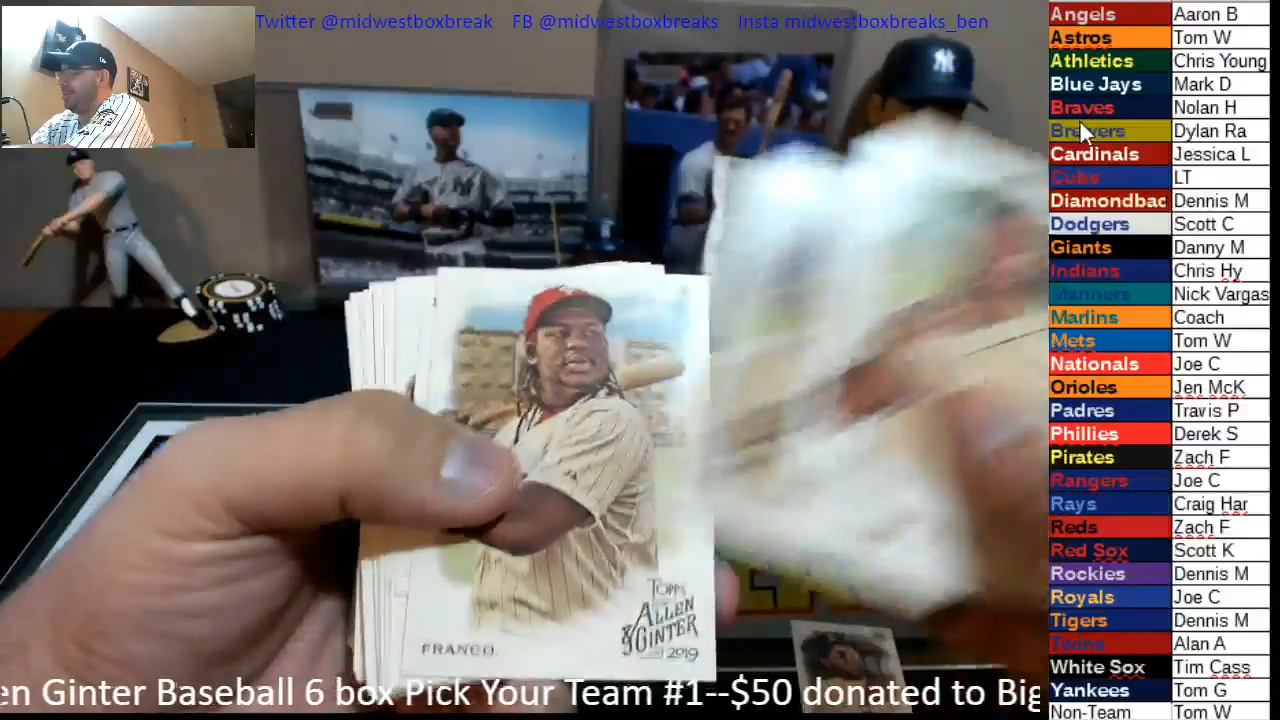 Twitter @midwestboxbreak FB @midwestboxbreaks Insta midwestboxbreaks_ben
Angels Aaron B
Astros Tom W
Athletics Chris Young
Blue Jays Mark D
Braves Nolan H
Brewers Dylan Ra
Cardinals Jessica L
Cubs LT
Diamondbac Dennis M
Dodgers Scott C
Giants Danny M
Indians Chris Hy
Mariners Nick Vargas
Marlins Coach
Mets Tom W
Nationals Joe C
Orioles Jen McK
Padres Travis P
Phillies Derek S
Pirates Zach F
Rangers Joe C
Rays Craig Har
Reds Zach F
Red Sox Scott K
Rockies Dennis M
Royals Joe C
Tigers Dennis M
Twins Alan A
White Sox Tim Cass
Yankees Tom G
Non-Team Tom W
TOPPS
ALLEN
& GINTER
2019
FRANCO
en Ginter Baseball 6 box Pick Your Team #1--$50 donated to Big